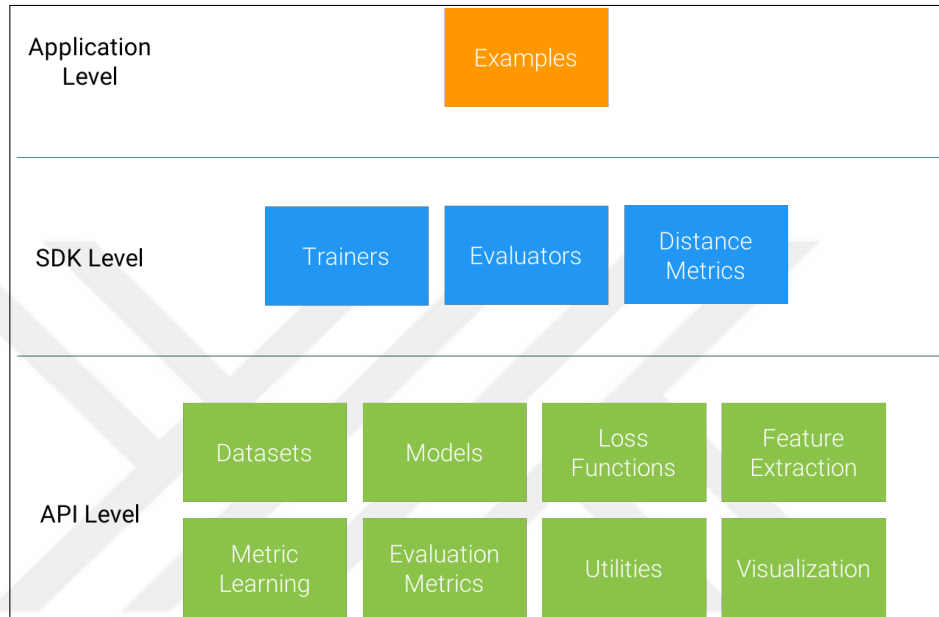 Application
Level
Examples
SDK Level
Trainers
Evaluators
Distance
Metrics
API Level
Datasets
Models
Loss
Functions
Feature
Extraction
Metric
Learning
Evaluation
Metrics
Utilities
Visualization